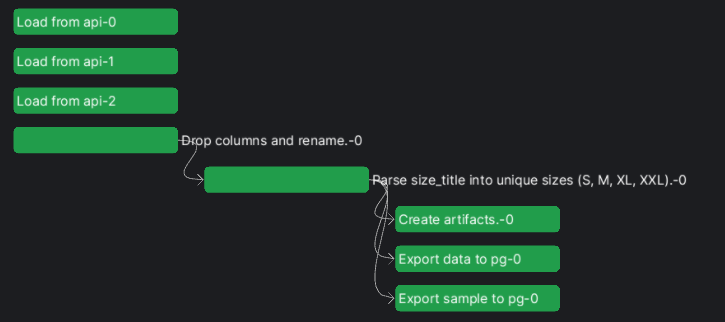 Load from api-0
Load from api-1
Load from api-2
Drop columns and rename.-0
Parse size_title into unique sizes (S, M, XL, XXL).-0
Create artifacts.-0
Export data to pg-0
Export sample to pg-0